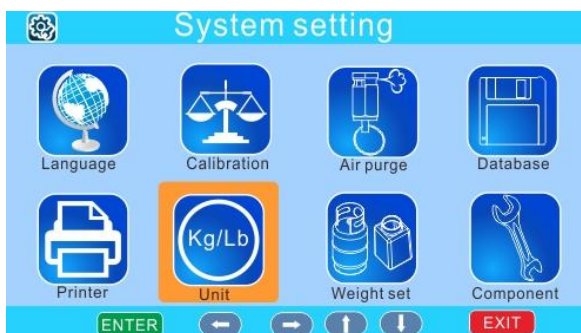 System setting
Language Calibration Air purge Database
Kg/Lb
Printer Unit Weight set Component
ENTER EXIT